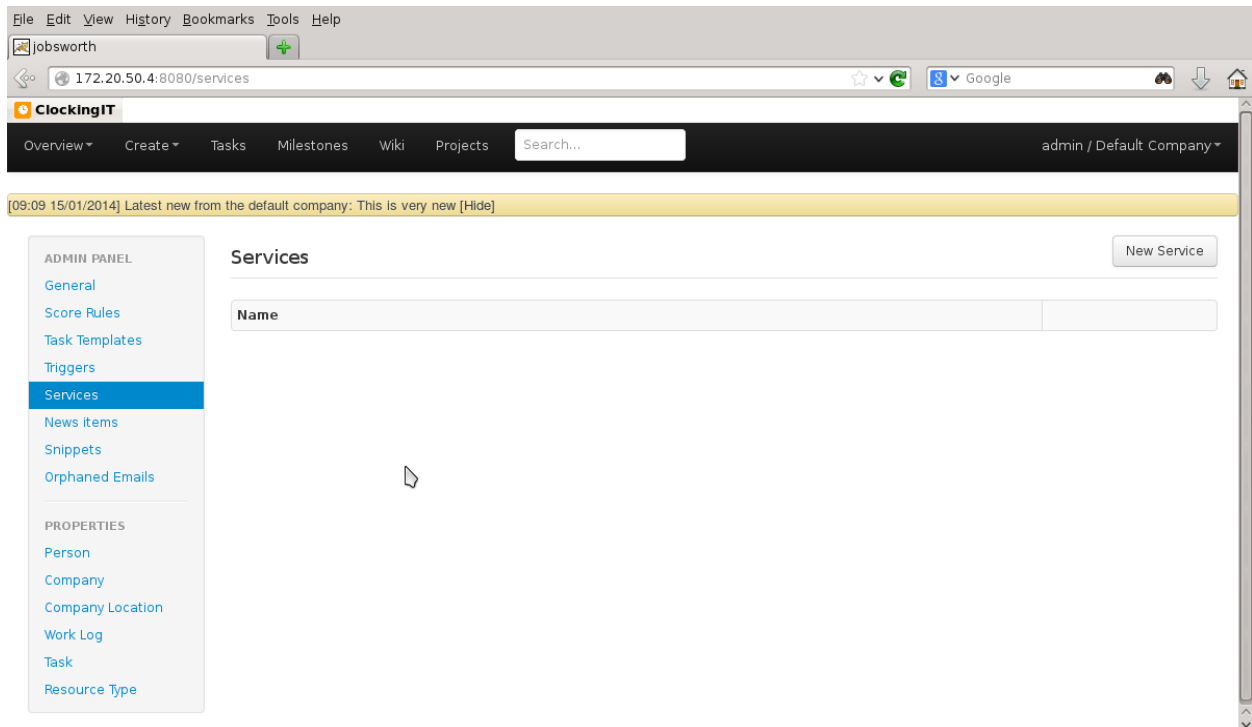 File Edit View History Bookmarks Tools Help
jobsworth
172.20.50.4:8080/services
Google
ClockingIT
Overview Create Tasks Milestones Wiki Projects Search... admin / Default Company
[09:09 15/01/2014] Latest new from the default company: This is very new [Hide]
ADMIN PANEL
General
Score Rules
Task Templates
Triggers
Services
News items
Snippets
Orphaned Emails
PROPERTIES
Person
Company
Company Location
Work Log
Task
Resource Type
Services
New Service
Name